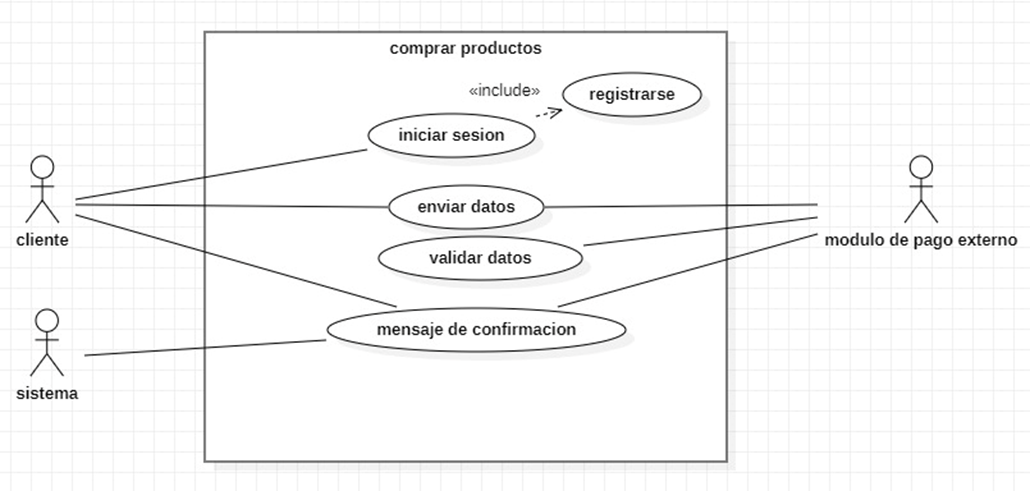 comprar productos
«include»
registrarse
iniciar sesion
enviar datos
validar datos
mensaje de confirmacion
cliente
sistema
modulo de pago externo